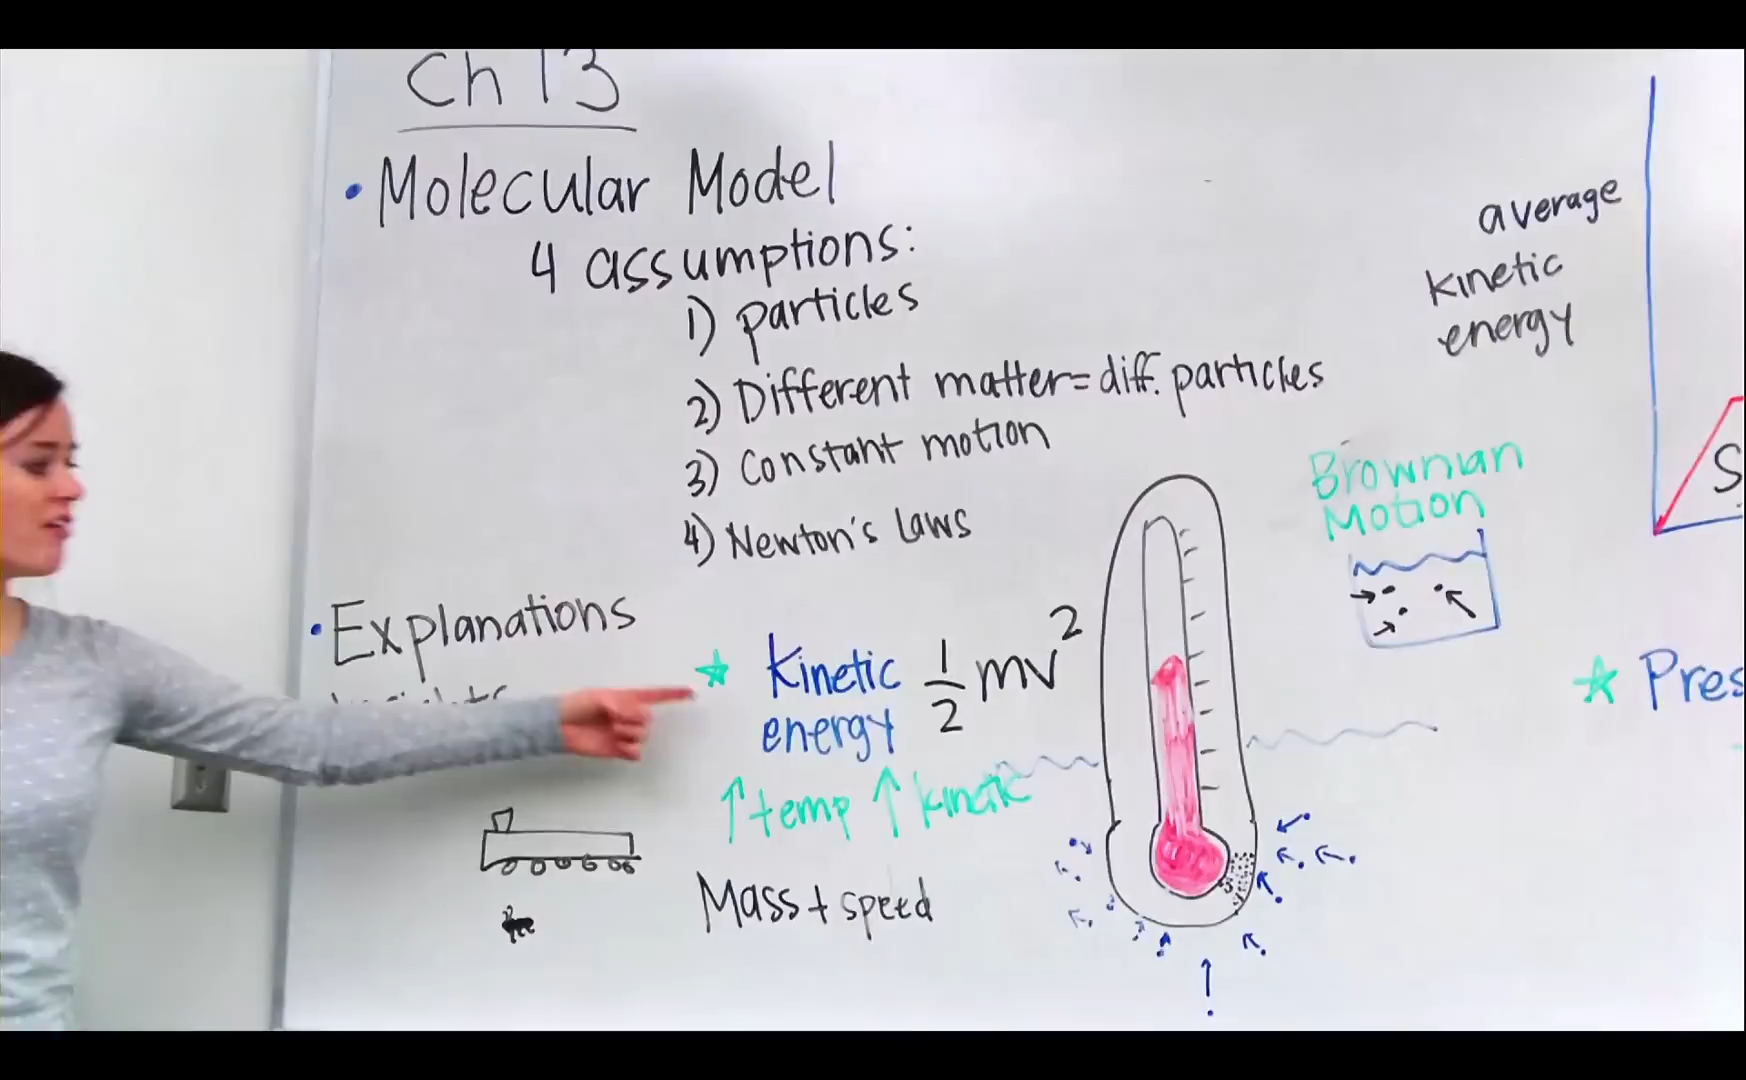 Ch 13
• Molecular Model
4 assumptions:
1) particles
2) Different matter = diff. particles
3) Constant motion
4) Newton's Laws
• Explanations
★ Kinetic energy 1/2 mv²
↑ temp ↑ kinetic
Mass + speed
average
kinetic
energy
Brownian
Motion
S
★ Pres